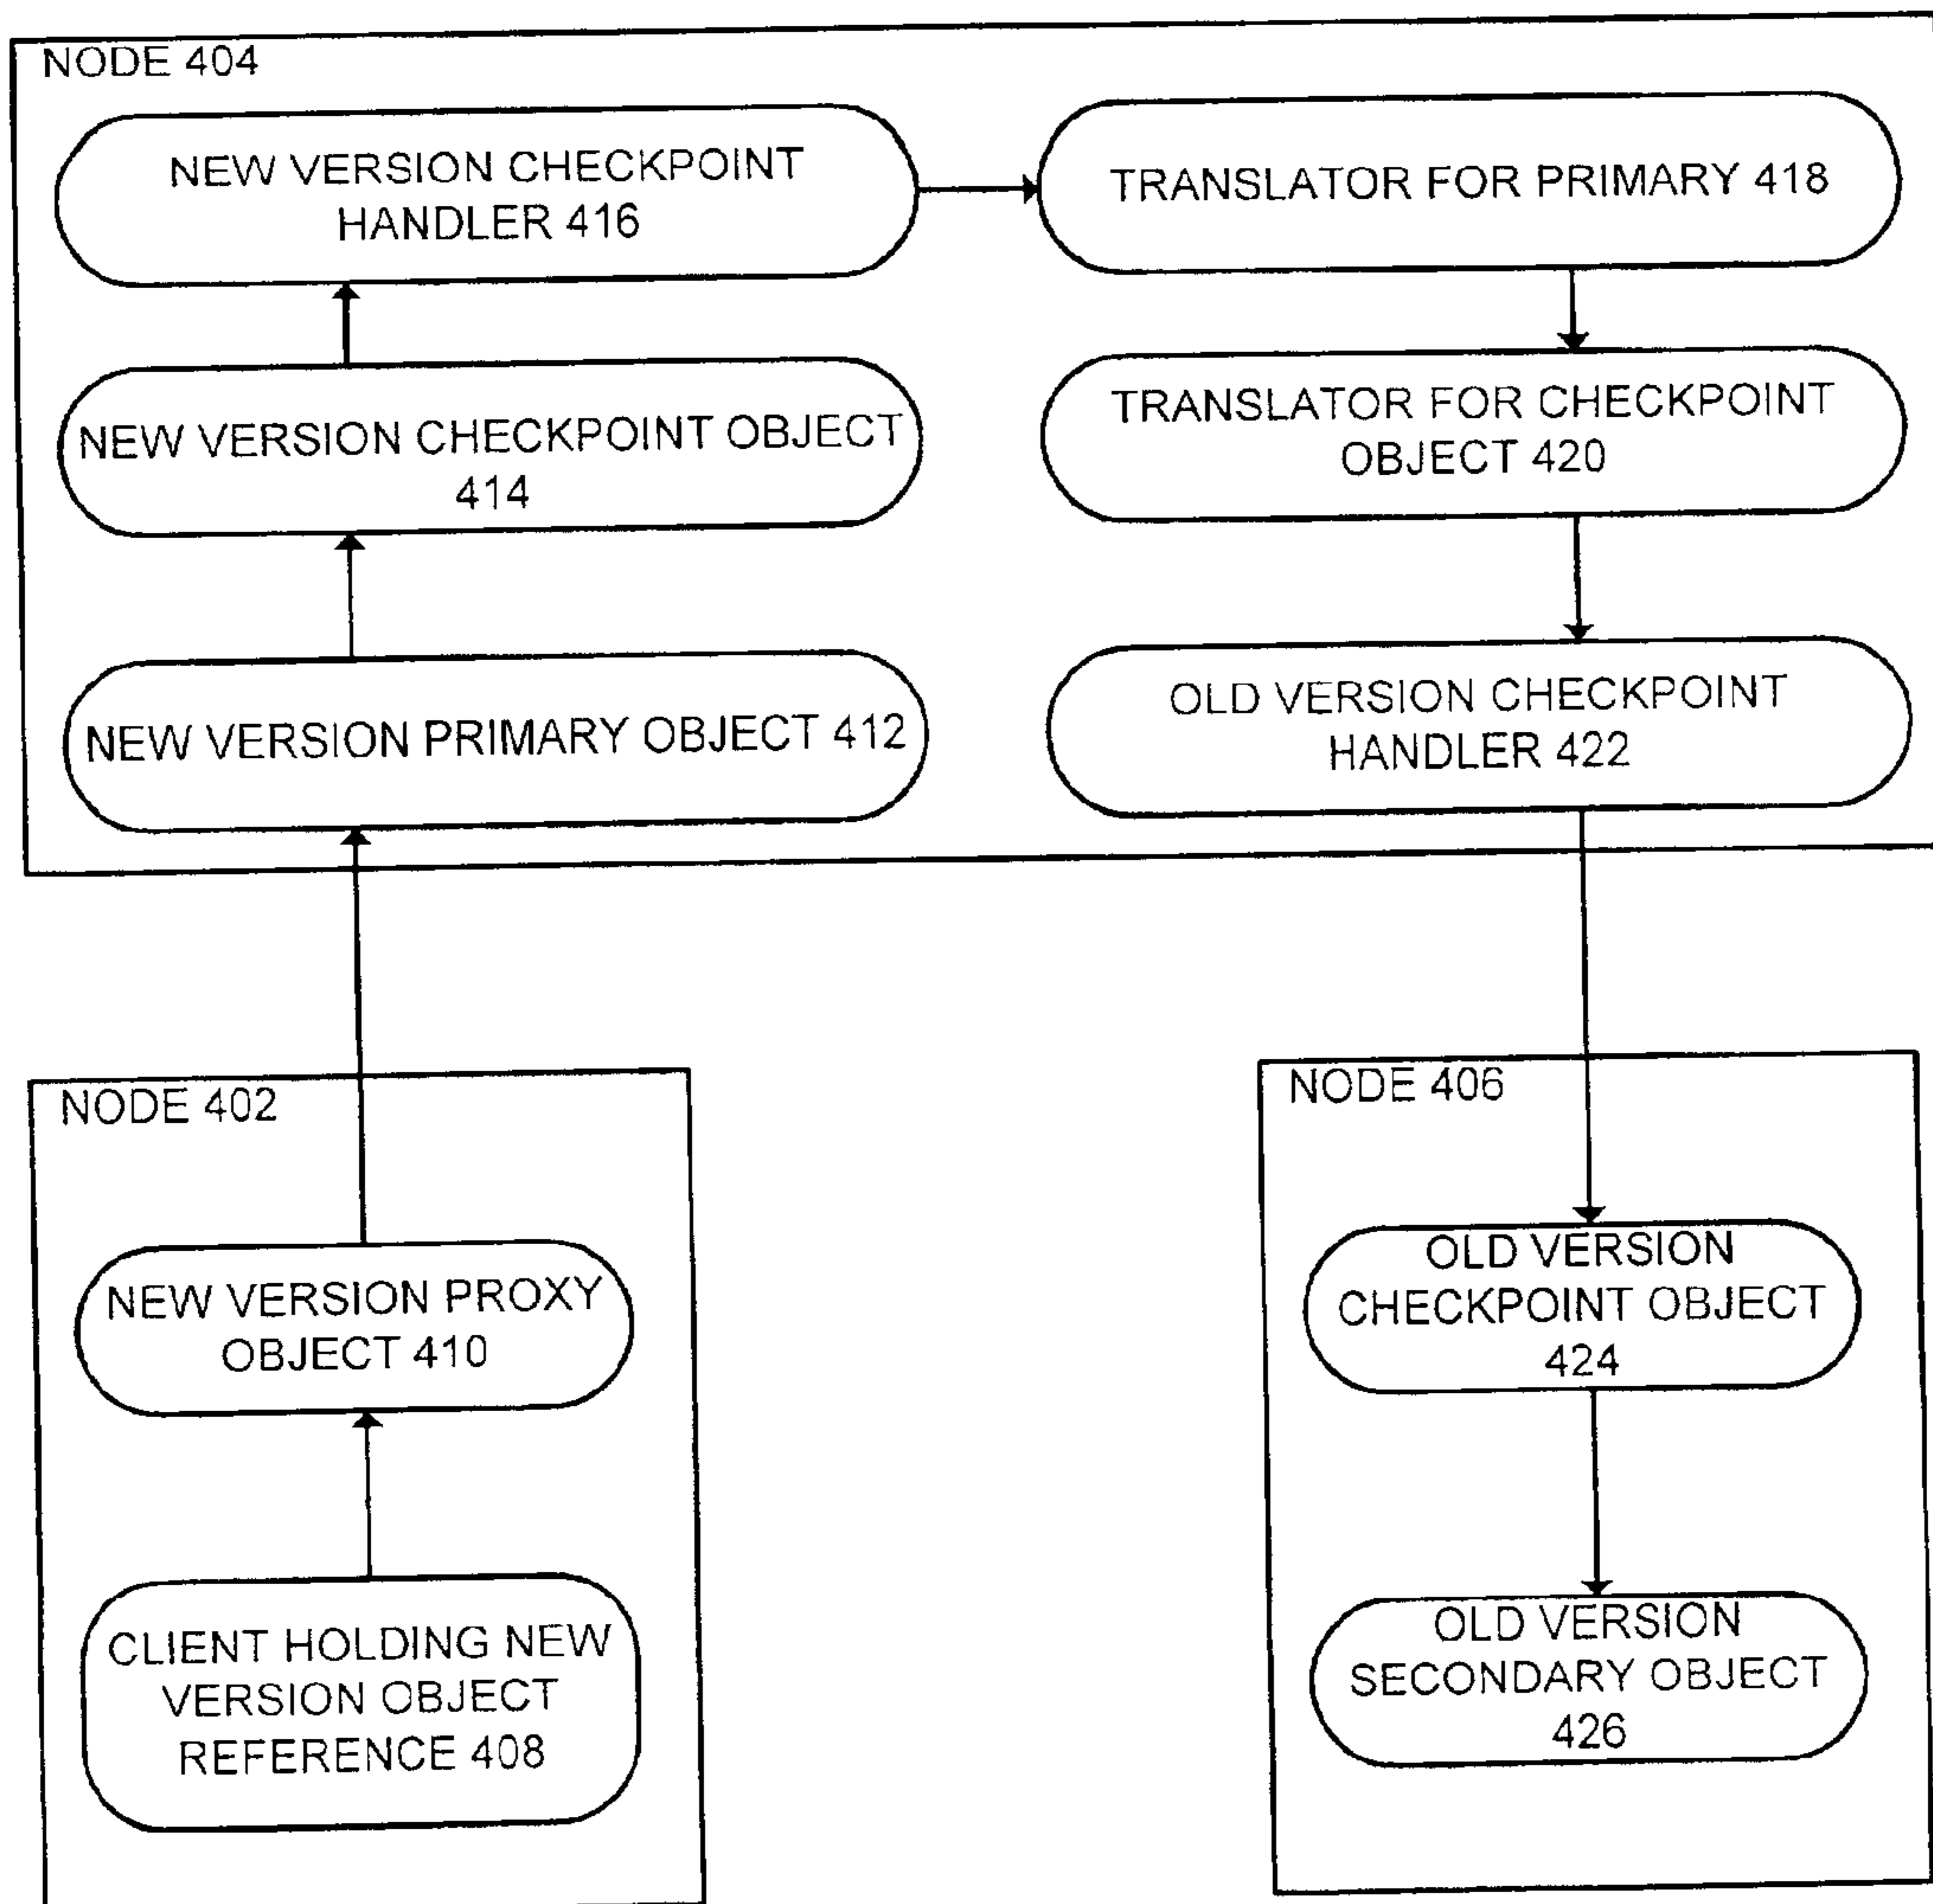 NODE 404
NEW VERSION CHECKPOINT
HANDLER 416
TRANSLATOR FOR PRIMARY 418
NEW VERSION CHECKPOINT OBJECT
414
TRANSLATOR FOR CHECKPOINT
OBJECT 420
NEW VERSION PRIMARY OBJECT 412
OLD VERSION CHECKPOINT
HANDLER 422
NODE 402
NEW VERSION PROXY
OBJECT 410
CLIENT HOLDING NEW
VERSION OBJECT
REFERENCE 408
NODE 406
OLD VERSION
CHECKPOINT OBJECT
424
OLD VERSION
SECONDARY OBJECT
426